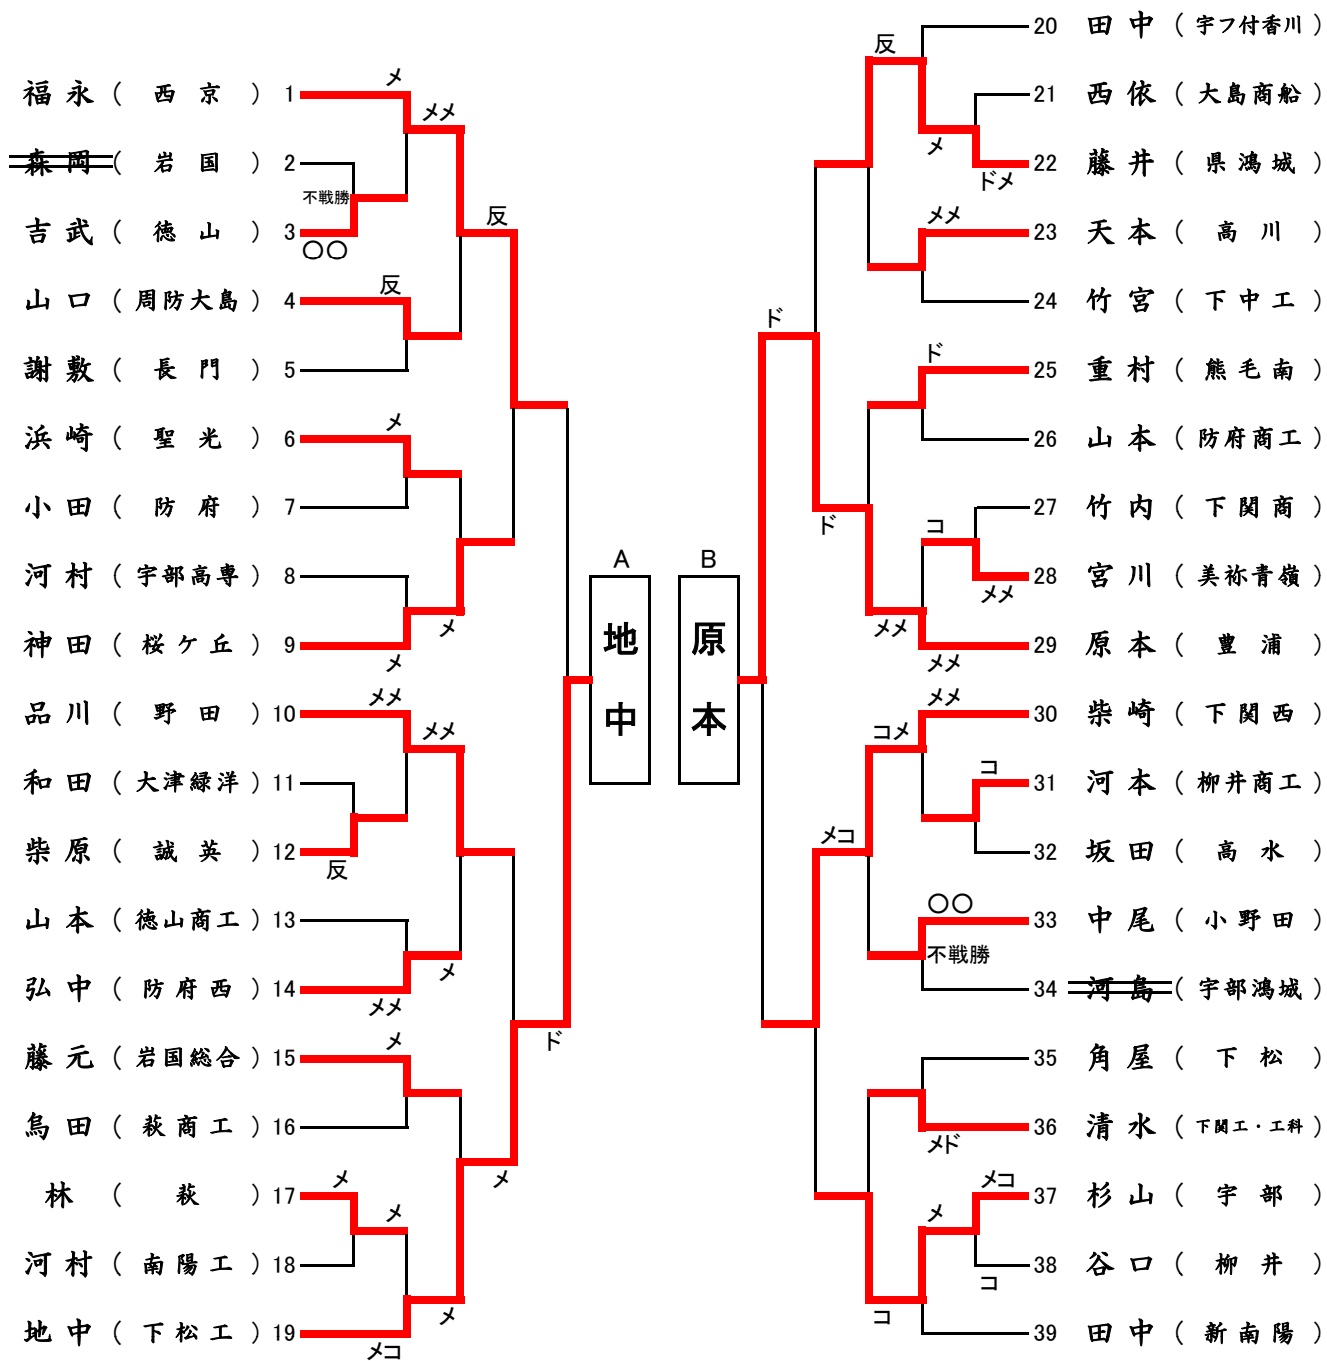 福永 ( 西京 ) 1
メ
メメ
森岡 ( 岩国 ) 2
不戦勝
吉武 ( 徳山 ) 3
○○
反
山口 ( 周防大島 ) 4
反
謝敷 ( 長門 ) 5
浜崎 ( 聖光 ) 6
メ
小田 ( 防府 ) 7
河村 ( 宇部高専 ) 8
神田 ( 桜ケ丘 ) 9
メ
メ
品川 ( 野田 ) 10
メメ
メメ
和田 ( 大津緑洋 ) 11
柴原 ( 誠英 ) 12
反
山本 ( 徳山商工 ) 13
弘中 ( 防府西 ) 14
メ
メメ
藤元 ( 岩国総合 ) 15
メ
ド
鳥田 ( 萩商工 ) 16
林 ( 萩 ) 17
メ
メ
メ
河村 ( 南陽工 ) 18
地中 ( 下松工 ) 19
メ
メコ
A
地中
B
原本
20 田中 ( 宇フ付香川 )
反
21 西依 ( 大島商船 )
メ
22 藤井 ( 県鴻城 )
ドメ
メメ
23 天本 ( 高川 )
24 竹宮 ( 下中工 )
ド
ド
25 重村 ( 熊毛南 )
26 山本 ( 防府商工 )
27 竹内 ( 下関商 )
ド
コ
28 宮川 ( 美祢青嶺 )
メメ
メメ
29 原本 ( 豊浦 )
メメ
メメ
30 柴崎 ( 下関西 )
コメ
コ
31 河本 ( 柳井商工 )
メコ
32 坂田 ( 高水 )
○○
33 中尾 ( 小野田 )
不戦勝
34 河島 ( 宇部鴻城 )
35 角屋 ( 下松 )
36 清水 ( 下関工・工科 )
メド
メコ
37 杉山 ( 宇部 )
メ
38 谷口 ( 柳井 )
コ
コ
39 田中 ( 新南陽 )